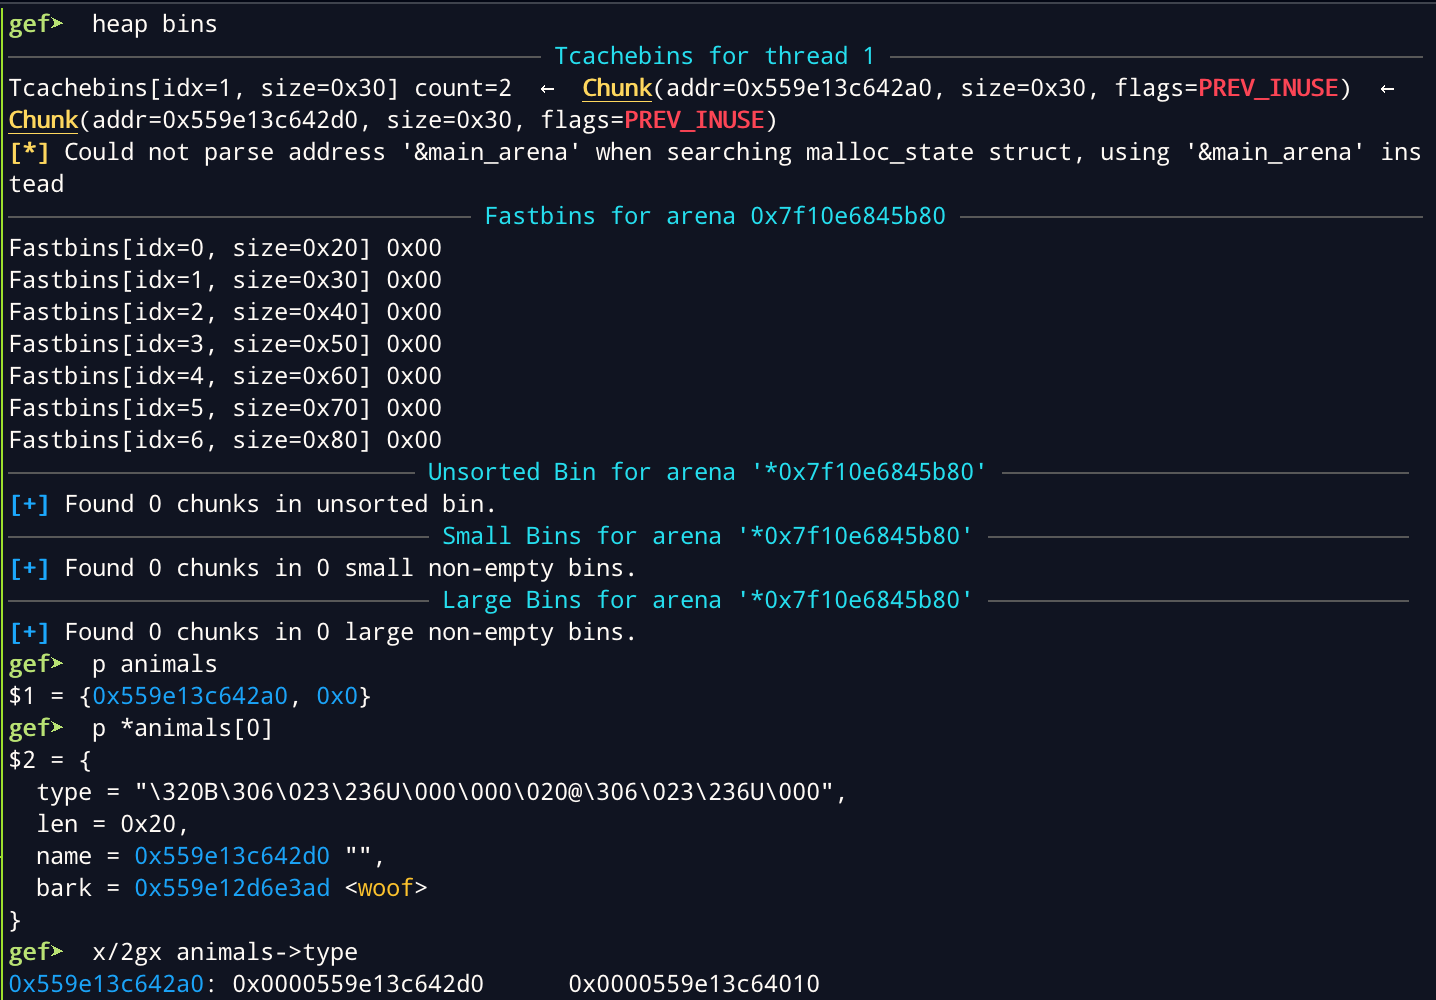 gef➤  heap bins
Tcachebins for thread 1
Tcachebins[idx=1, size=0x30] count=2  ←  Chunk(addr=0x559e13c642a0, size=0x30, flags=PREV_INUSE)  ←
Chunk(addr=0x559e13c642d0, size=0x30, flags=PREV_INUSE)
[*] Could not parse address '&main_arena' when searching malloc_state struct, using '&main_arena' ins
tead
Fastbins for arena 0x7f10e6845b80
Fastbins[idx=0, size=0x20] 0x00
Fastbins[idx=1, size=0x30] 0x00
Fastbins[idx=2, size=0x40] 0x00
Fastbins[idx=3, size=0x50] 0x00
Fastbins[idx=4, size=0x60] 0x00
Fastbins[idx=5, size=0x70] 0x00
Fastbins[idx=6, size=0x80] 0x00
Unsorted Bin for arena '*0x7f10e6845b80'
[+] Found 0 chunks in unsorted bin.
Small Bins for arena '*0x7f10e6845b80'
[+] Found 0 chunks in 0 small non-empty bins.
Large Bins for arena '*0x7f10e6845b80'
[+] Found 0 chunks in 0 large non-empty bins.
gef➤  p animals
$1 = {0x559e13c642a0, 0x0}
gef➤  p *animals[0]
$2 = {
  type = "\320B\306\023\236U\000\000\020@\306\023\236U\000",
  len = 0x20,
  name = 0x559e13c642d0 "",
  bark = 0x559e12d6e3ad <woof>
}
gef➤  x/2gx animals->type
0x559e13c642a0: 0x0000559e13c642d0      0x0000559e13c64010